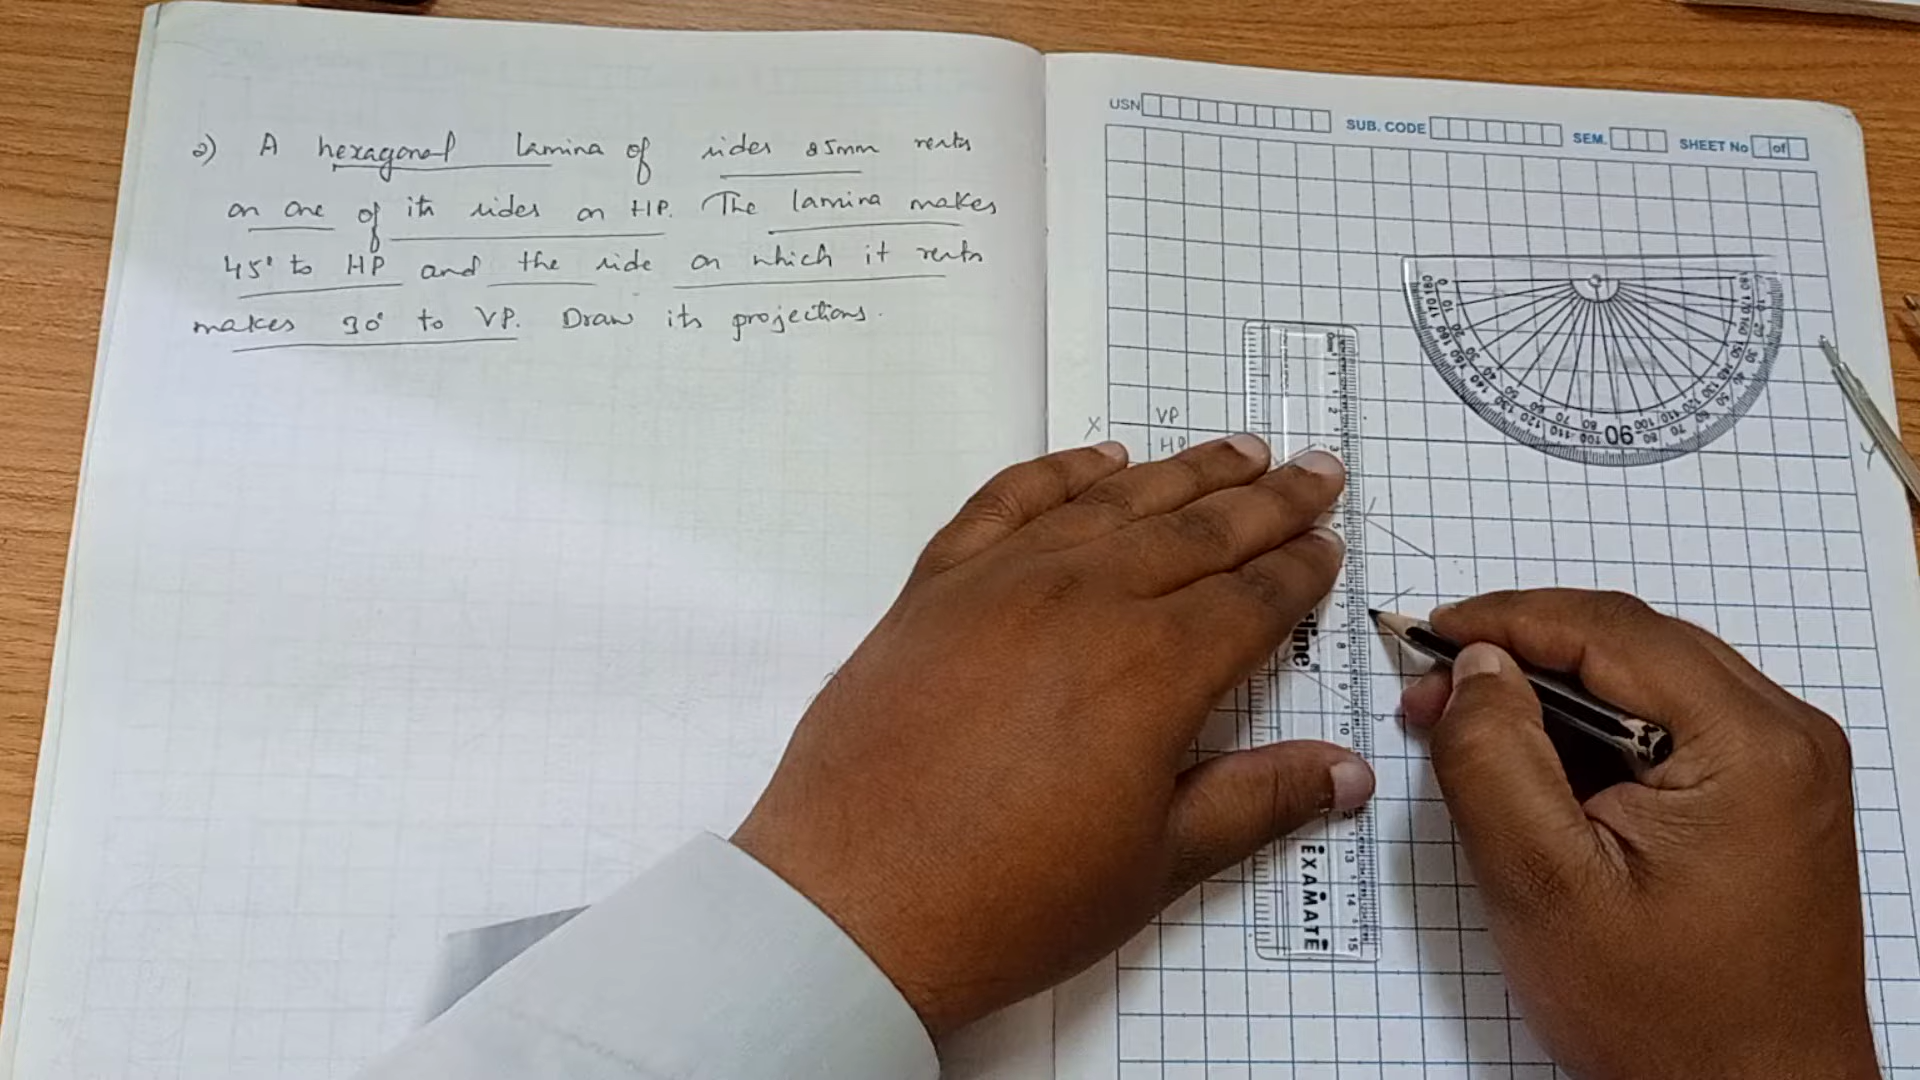 2) A hexagonal lamina of sides 25mm rests
on one of its sides on HP. The lamina makes
45° to HP and the side on which it rests
makes 30° to VP. Draw its projections.
USN
SUB. CODE
SEM.
SHEET No of
X VP
HP
Y
EXAMATE